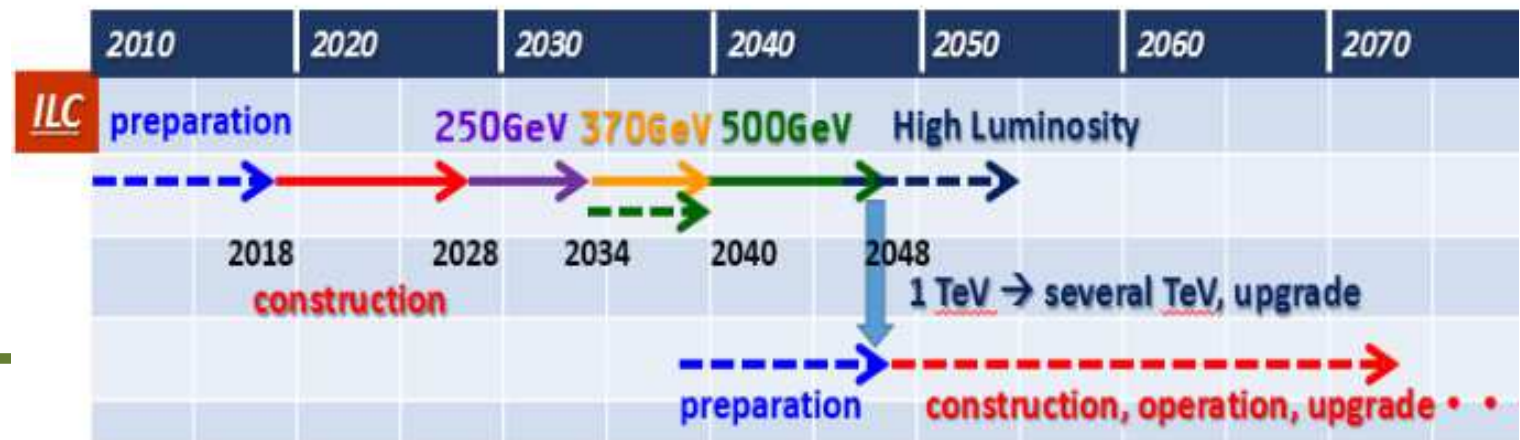 2010 2020 2030 2040 2050 2060 2070
ILC
preparation 250GeV 370GeV 500GeV High Luminosity
2018 2028 2034 2040 2048
construction
1 TeV → several TeV, upgrade
preparation construction, operation, upgrade • •